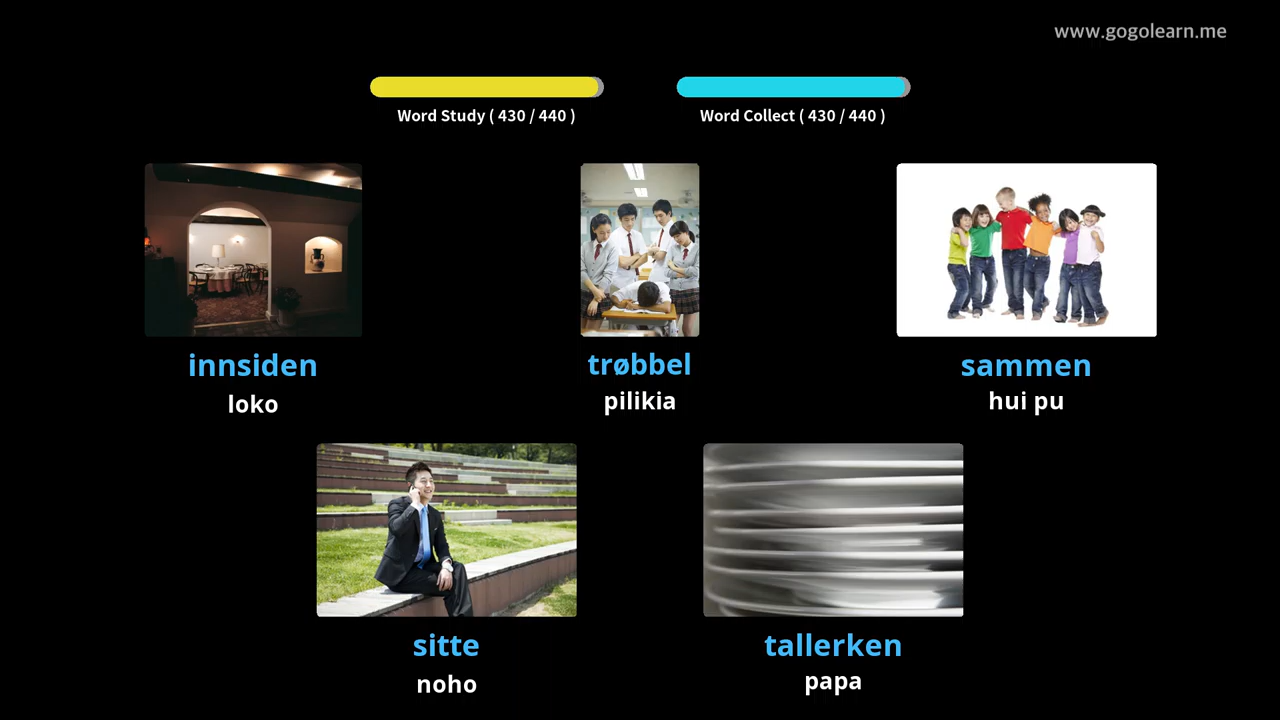 www.gogolearn.me
Word Study ( 430 / 440 )
Word Collect ( 430 / 440 )
innsiden
loko
trøbbel
pilikia
sammen
hui pu
sitte
noho
tallerken
papa